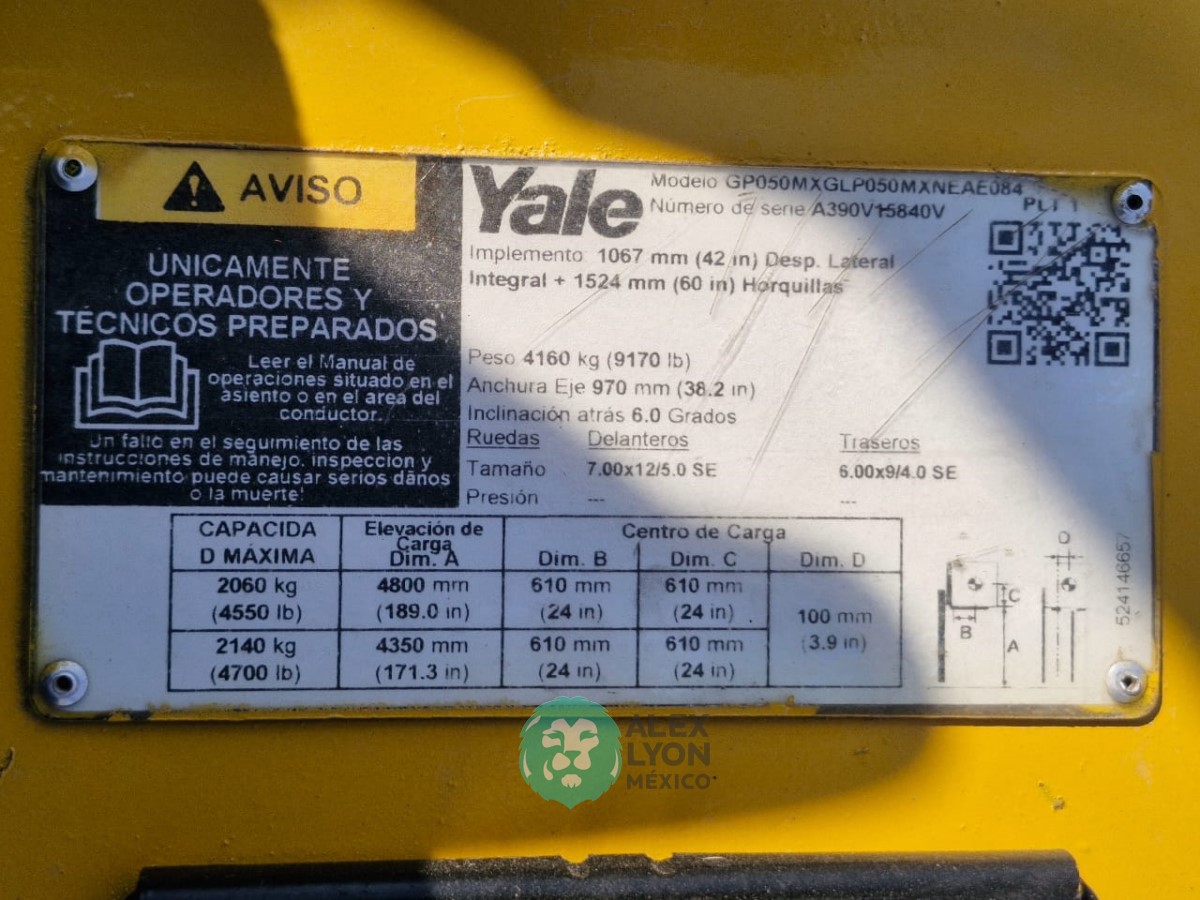 AVISO
UNICAMENTE
OPERADORES Y
TÉCNICOS PREPARADOS
Leer el Manual de
operaciones situado en el
asiento o en el area del
conductor.
Un fallo en el seguimiento de las
instrucciones de manejo, inspeccion y
mantenimiento puede causar serios daños
o la muerte!
Yale
Modelo GP050MXGLP050MXNEAE084
Número de serie A390V15840V
PLT 1
Implemento 1067 mm (42 in) Desp. Lateral
Integral + 1524 mm (60 in) Horquillas
Peso 4160 kg (9170 lb)
Anchura Eje 970 mm (38.2 in)
Inclinación atrás 6.0 Grados
Ruedas Delanteros Traseros
Tamaño 7.00x12/5.0 SE 6.00x9/4.0 SE
Presión --- ---
CAPACIDA
D MÁXIMA
Elevación de
Carga
Dim. A
Centro de Carga
Dim. B Dim. C Dim. D
2060 kg 4800 mm 610 mm 610 mm
(4550 lb) (189.0 in) (24 in) (24 in)
100 mm
(3.9 in)
2140 kg 4350 mm 610 mm 610 mm
(4700 lb) (171.3 in) (24 in) (24 in)
D
C
B
A
524146657
ALEX
LYON
MÉXICO